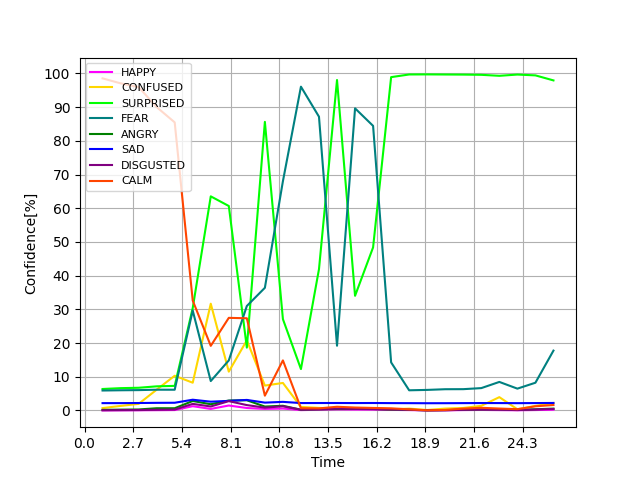 HAPPY
CONFUSED
SURPRISED
FEAR
ANGRY
SAD
DISGUSTED
CALM
100
90
80
70
60
50
40
30
20
10
0
Confidence[%]
0.0 2.7 5.4 8.1 10.8 13.5 16.2 18.9 21.6 24.3
Time